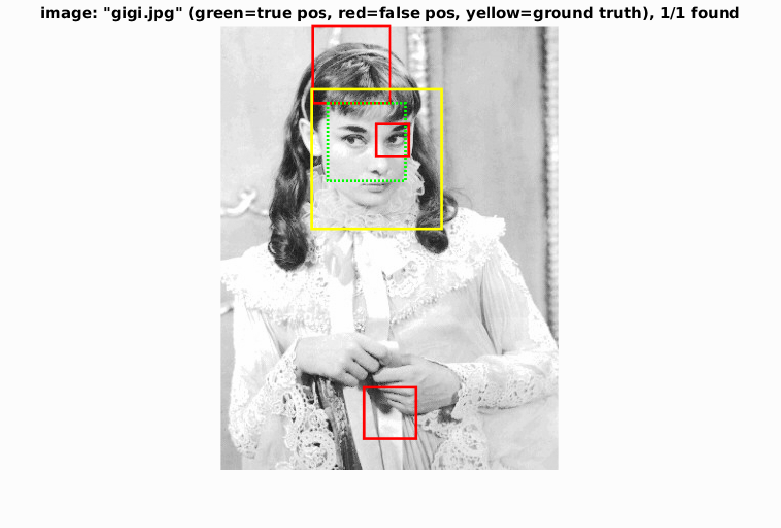 image: "gigi.jpg" (green=true pos, red=false pos, yellow=ground truth), 1/1 found